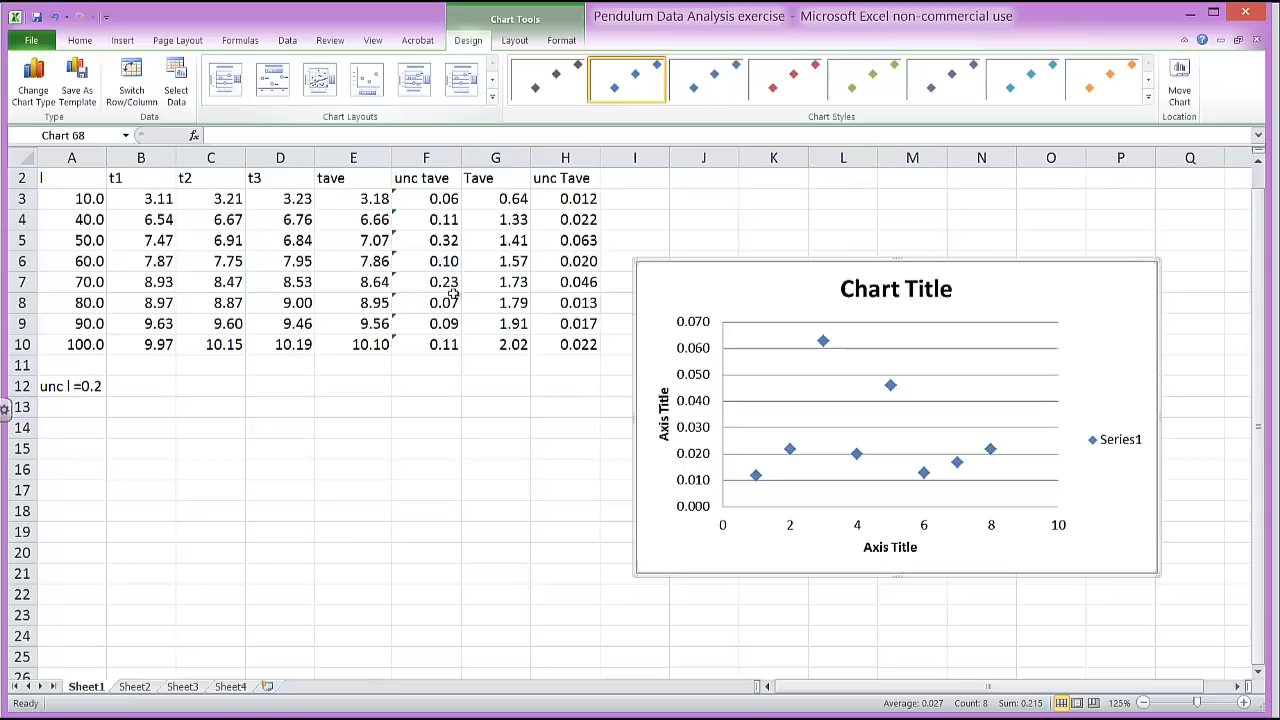 Chart Tools
Pendulum Data Analysis exercise - Microsoft Excel non-commercial use
File Home Insert Page Layout Formulas Data Review View Acrobat Design Layout Format
Change Chart Type Save As Template Switch Row/Column Select Data Move Chart
Type Data Chart Layouts Chart Styles Location
Chart 68 fx
A B C D E F G H I J K L M N O P Q
2 l t1 t2 t3 tave unc tave Tave unc Tave
3 10.0 3.11 3.21 3.23 3.18 0.06 0.64 0.012
4 40.0 6.54 6.67 6.76 6.66 0.11 1.33 0.022
5 50.0 7.47 6.91 6.84 7.07 0.32 1.41 0.063
6 60.0 7.87 7.75 7.95 7.86 0.10 1.57 0.020
7 70.0 8.93 8.47 8.53 8.64 0.23 1.73 0.046
8 80.0 8.97 8.87 9.00 8.95 0.07 1.79 0.013
9 90.0 9.63 9.60 9.46 9.56 0.09 1.91 0.017
10 100.0 9.97 10.15 10.19 10.10 0.11 2.02 0.022
11
12 unc l =0.2
13
14
15
16
17
18
19
20
21
22
23
24
25
26
Chart Title
0.070
0.060
0.050
0.040
0.030
0.020
0.010
0.000
Axis Title
Series1
0 2 4 6 8 10
Axis Title
Sheet1 Sheet2 Sheet3 Sheet4
Ready Average: 0.027 Count: 8 Sum: 0.215 125%